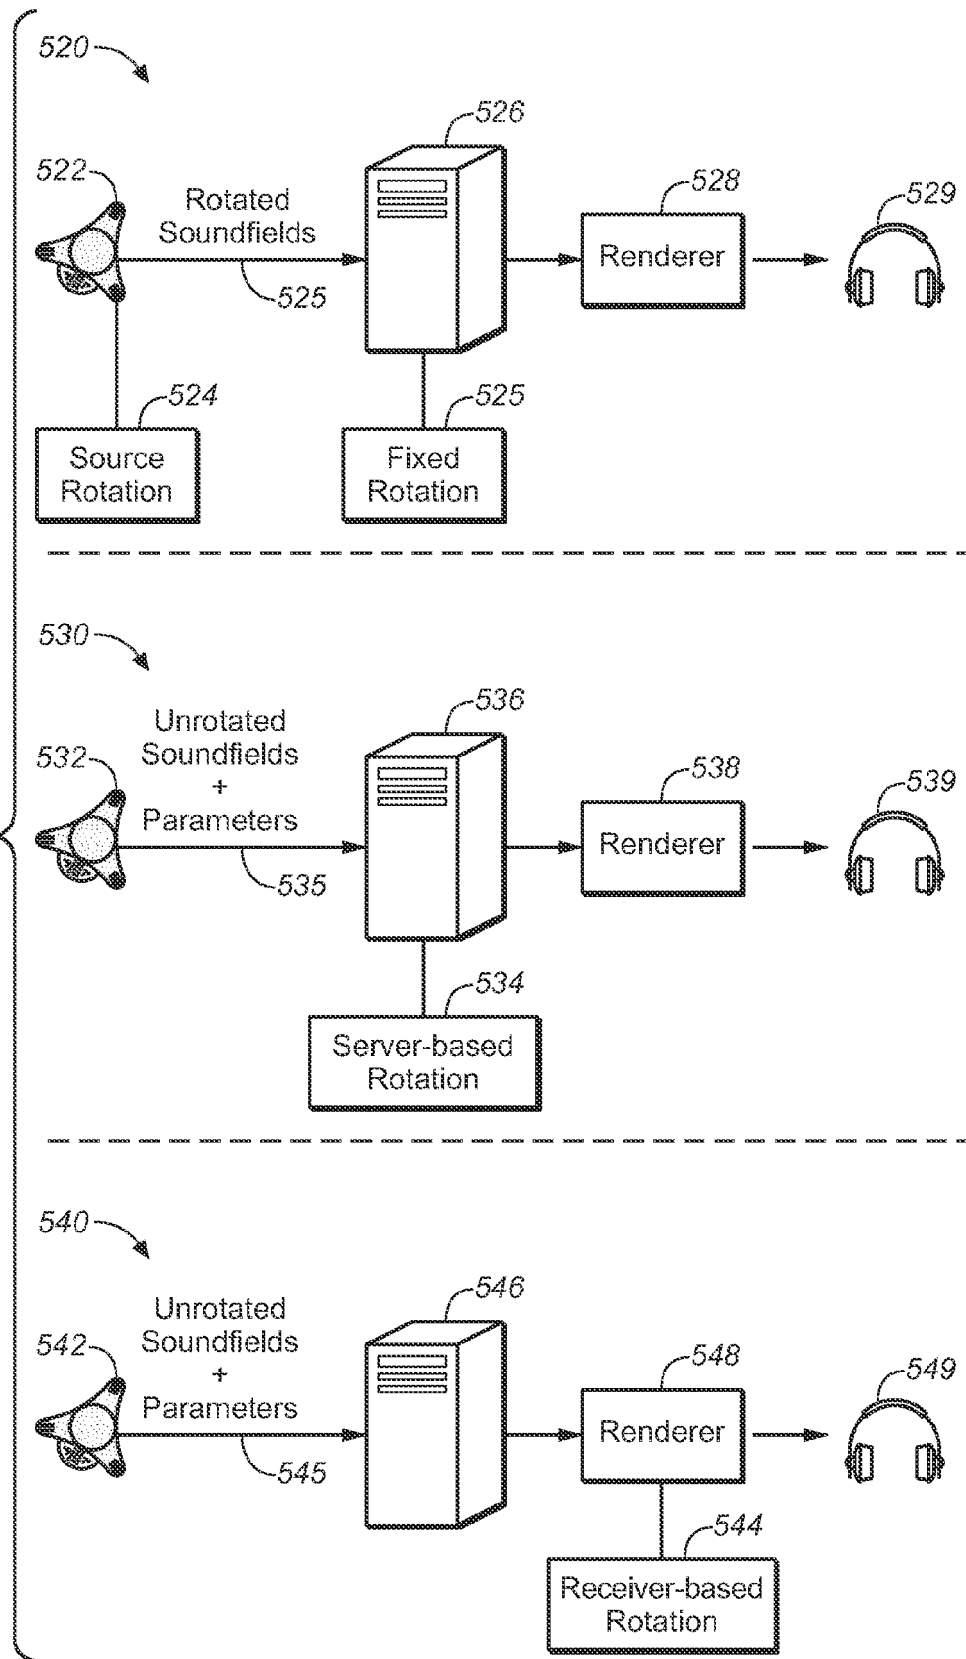 520
526
522
Rotated
Soundfields
528
529
Renderer
525
524
525
Source
Rotation
Fixed
Rotation
530
536
Unrotated
Soundfields
+
Parameters
532
538
539
Renderer
535
534
Server-based
Rotation
540
546
Unrotated
Soundfields
+
Parameters
542
548
549
Renderer
545
544
Receiver-based
Rotation